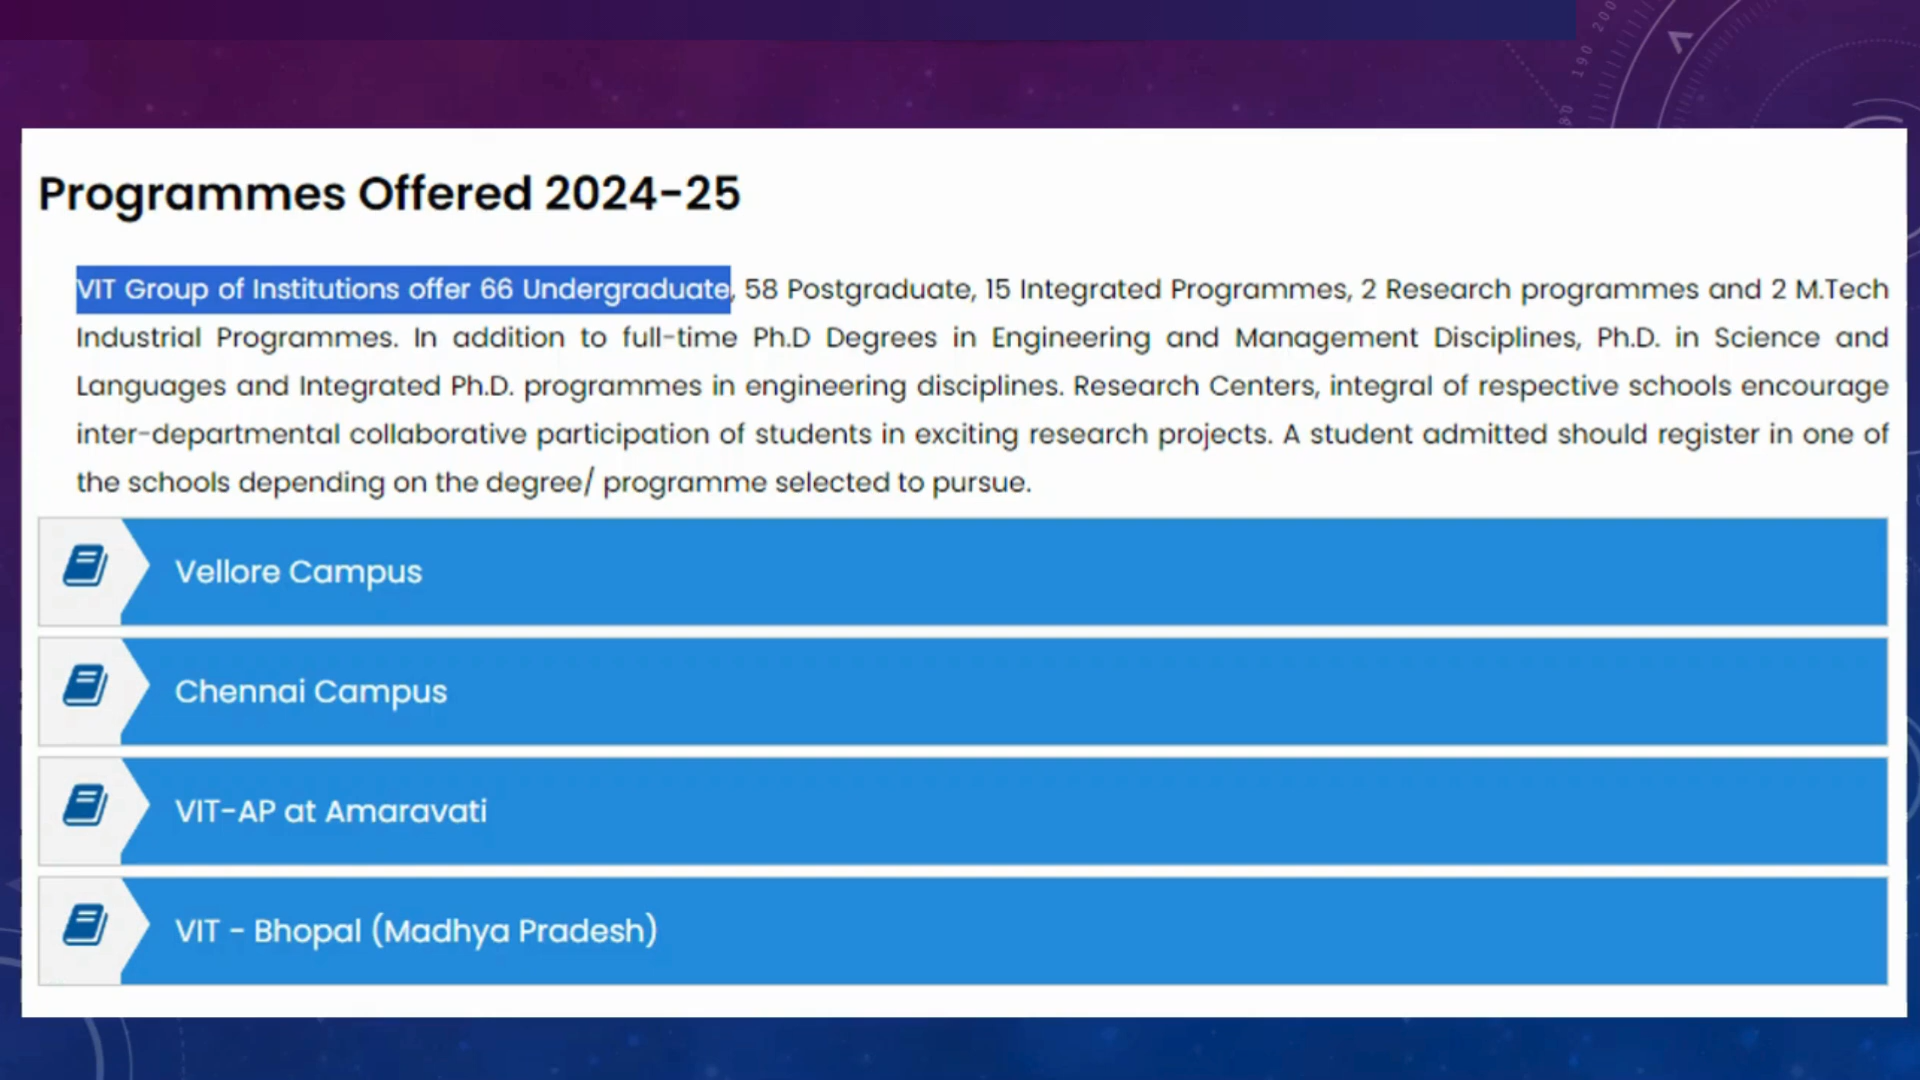 190 200
Programmes Offered 2024-25
VIT Group of Institutions offer 66 Undergraduate, 58 Postgraduate, 15 Integrated Programmes, 2 Research programmes and 2 M.Tech
Industrial Programmes. In addition to full-time Ph.D Degrees in Engineering and Management Disciplines, Ph.D. in Science and
Languages and Integrated Ph.D. programmes in engineering disciplines. Research Centers, integral of respective schools encourage
inter-departmental collaborative participation of students in exciting research projects. A student admitted should register in one of
the schools depending on the degree/ programme selected to pursue.
Vellore Campus
Chennai Campus
VIT-AP at Amaravati
VIT - Bhopal (Madhya Pradesh)